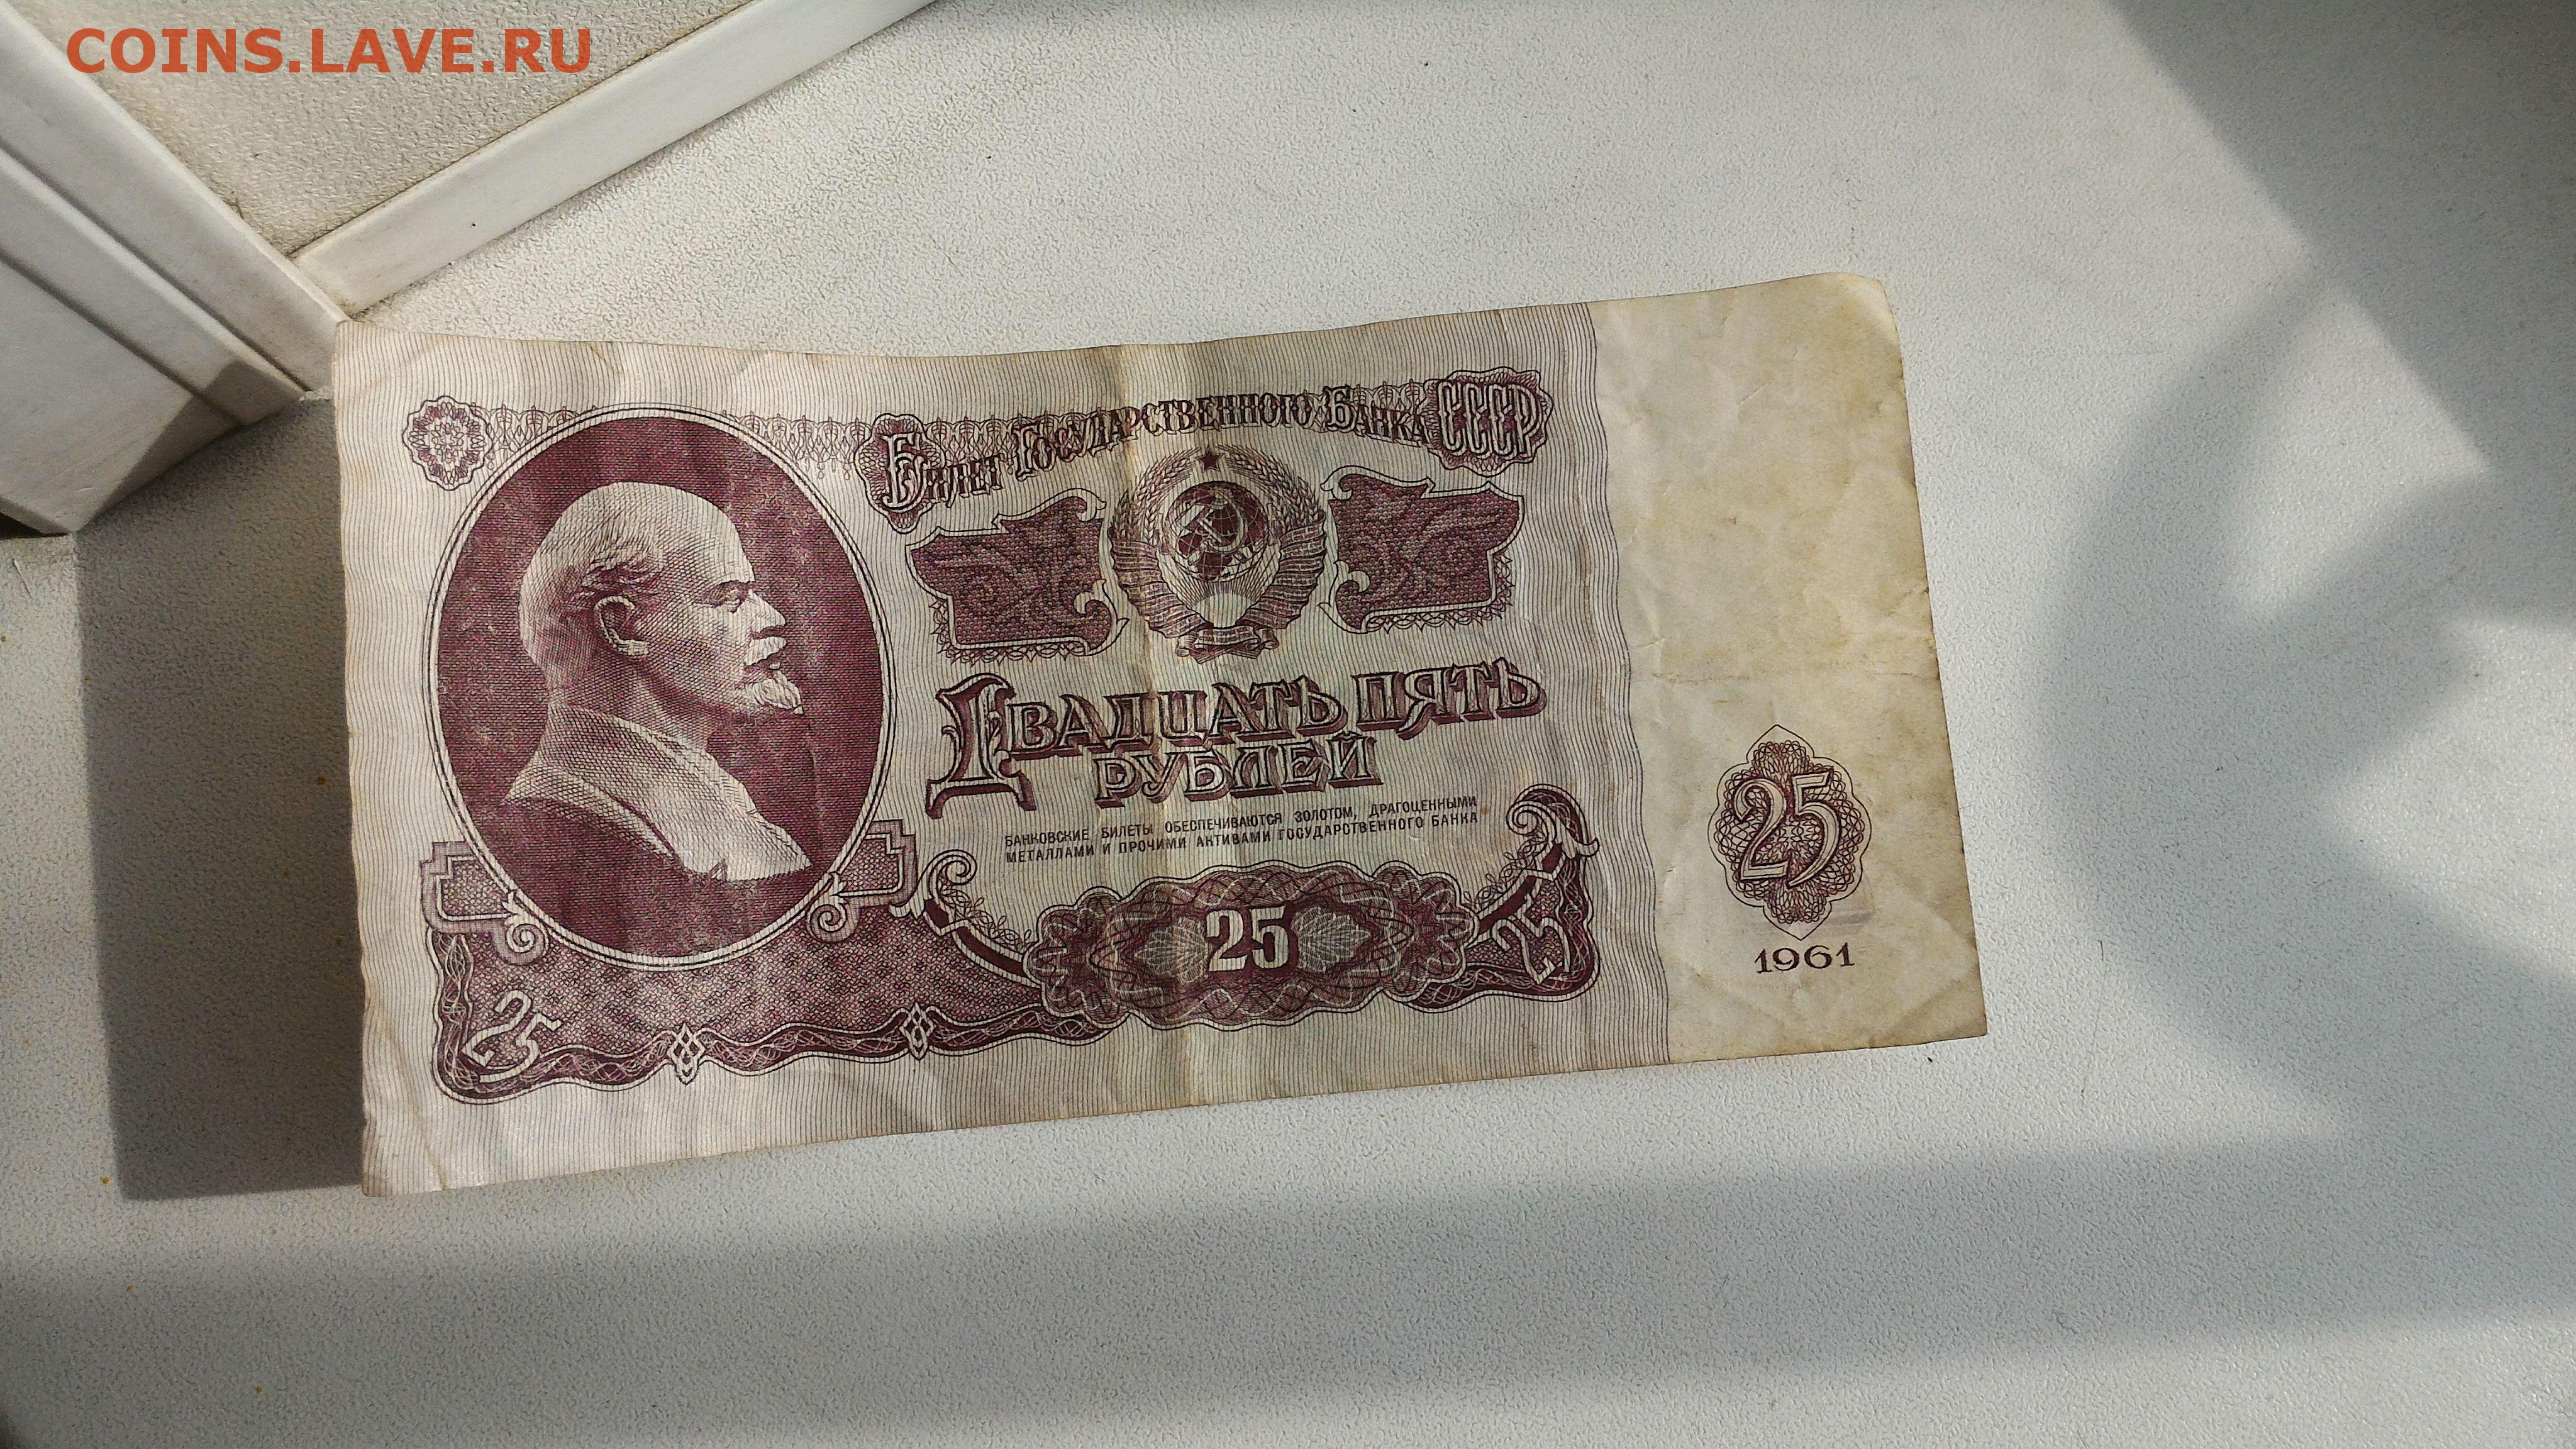 COINS.LAVE.RU
Билет Государственного Банка СССР
Двадцать пять
рублей
БАНКОВСКИЕ БИЛЕТЫ ОБЕСПЕЧИВАЮТСЯ ЗОЛОТОМ, ДРАГОЦЕННЫМИ
МЕТАЛЛАМИ И ПРОЧИМИ АКТИВАМИ ГОСУДАРСТВЕННОГО БАНКА
25
25
25
25
1961